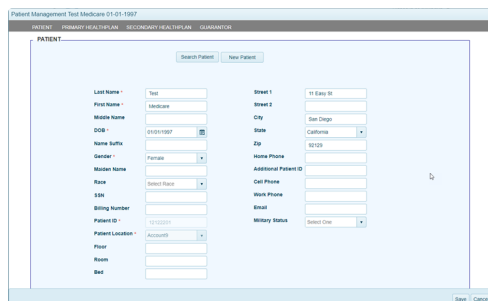 Patient Management Test Medicare 01-01-1997
PATIENT PRIMARY HEALTHPLAN SECONDARY HEALTHPLAN GUARANTOR
PATIENT
Search Patient New Patient
Last Name * Test Street 1 11 Easy St
First Name * Medicare Street 2
Middle Name City San Diego
DOB * 01/01/1997 State California
Name Suffix Zip 92129
Gender * Female Home Phone
Maiden Name Additional Patient ID
Race Select Race Cell Phone
SSN Work Phone
Billing Number Email
Patient ID * Military Status Select One
Patient Location *
Floor
Room
Bed
Save Cancel